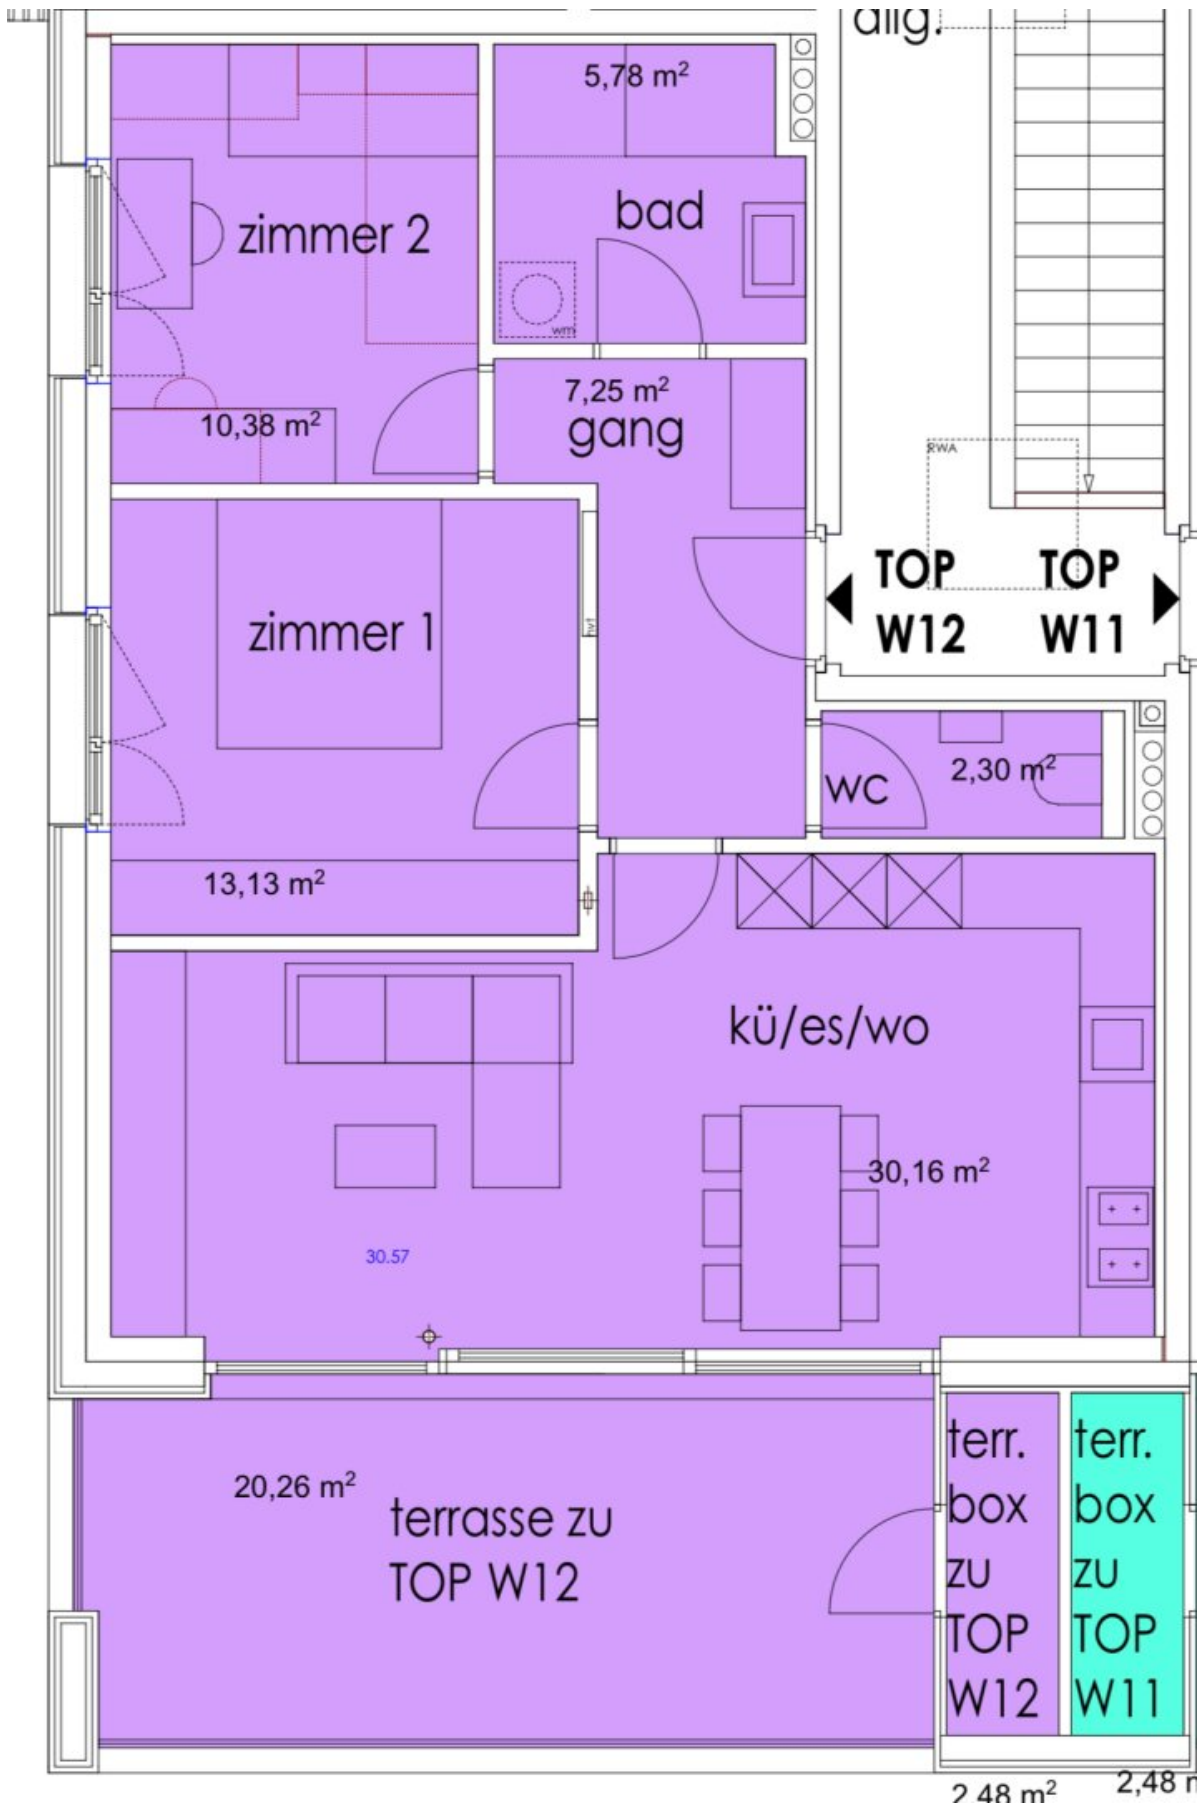 allg.
5,78 m²
bad
zimmer 2
wm
7,25 m²
gang
10,38 m²
RWA
TOP
W12
TOP
W11
zimmer 1
hvt
2,30 m²
wc
13,13 m²
kü/es/wo
30,16 m²
30.57
20,26 m²
terrasse zu
TOP W12
terr.
box
zu
TOP
W12
terr.
box
zu
TOP
W11
2,48 m²
2,48 m